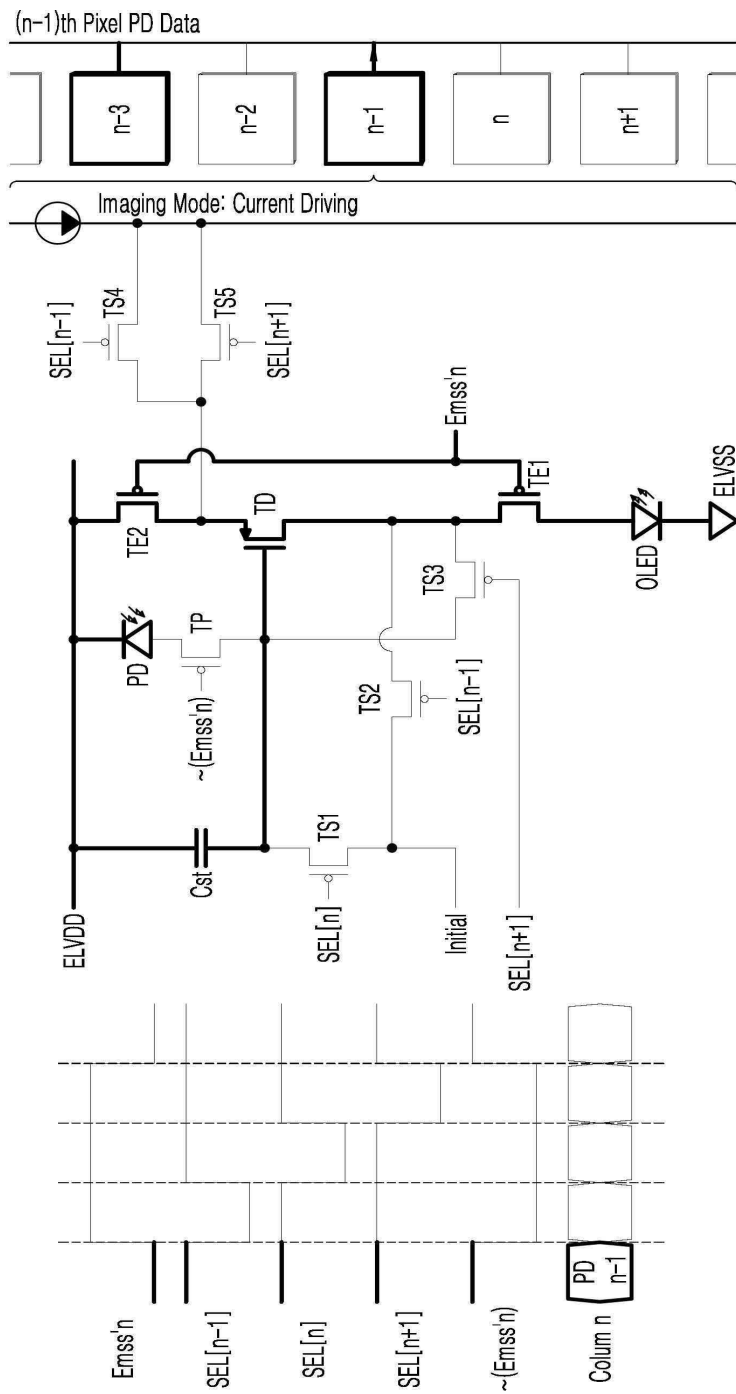 (n-1)th Pixel PD Data
n-3
n-2
n-1
n
n+1
Imaging Mode: Current Driving
SEL[n-1]
TS4
TS5
SEL[n+1]
Emss'n
TE2
TD
TE1
OLED
ELVSS
PD
TP
~(Emss'n)
TS3
TS2
SEL[n-1]
ELVDD
Cst
TS1
SEL[n]
Initial
SEL[n+1]
Emss'n
SEL[n-1]
SEL[n]
SEL[n+1]
~(Emss'n)
PD
n-1
Colum n